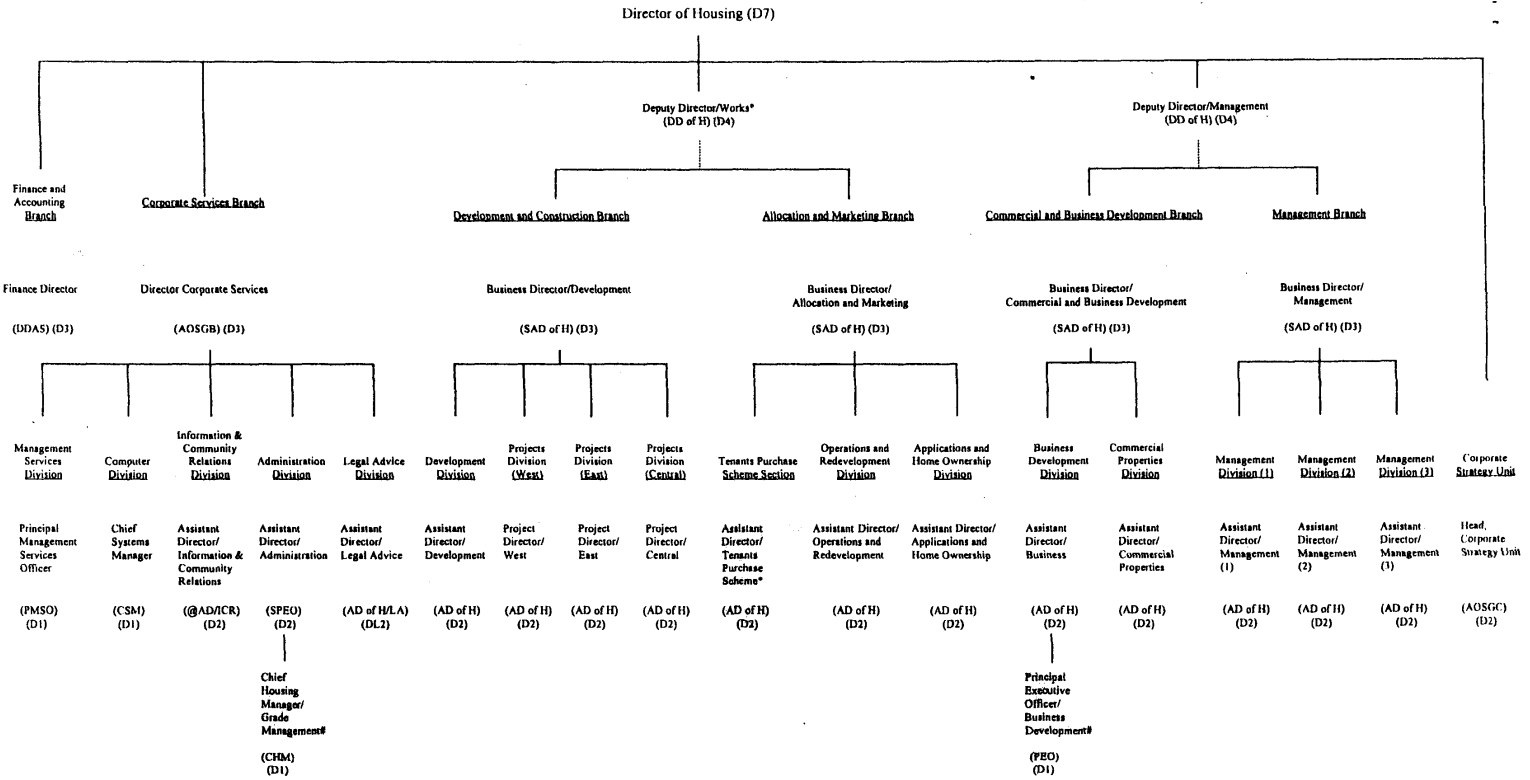 Director of Housing (D7)
Deputy Director/Works*
(DD of H) (D4)
Deputy Director/Management
(DD of H) (D4)
Finance and
Accounting
Branch
Corporate Services Branch
Development and Construction Branch
Allocation and Marketing Branch
Commercial and Business Development Branch
Management Branch
Finance Director
(DDAS) (D3)
Director Corporate Services
(AOSGB) (D3)
Business Director/Development
(SAD of H) (D3)
Business Director/
Allocation and Marketing
(SAD of H) (D3)
Business Director/
Commercial and Business Development
(SAD of H) (D3)
Business Director/
Management
(SAD of H) (D3)
Management
Services
Division
Computer
Division
Information &
Community
Relations
Division
Administration
Division
Legal Advice
Division
Development
Division
Projects
Division
(West)
Projects
Division
(East)
Projects
Division
(Central)
Tenants Purchase
Scheme Section
Operations and
Redevelopment
Division
Applications and
Home Ownership
Division
Business
Development
Division
Commercial
Properties
Division
Management
Division (1)
Management
Division (2)
Management
Division (3)
Corporate
Strategy Unit
Principal
Management
Services
Officer
Chief
Systems
Manager
Assistant
Director/
Information &
Community
Relations
Assistant
Director/
Administration
Assistant
Director/
Legal Advice
Assistant
Director/
Development
Project
Director/
West
Project
Director/
East
Project
Director/
Central
Assistant
Director/
Tenants
Purchase
Scheme*
Assistant Director/
Operations and
Redevelopment
Assistant Director/
Applications and
Home Ownership
Assistant
Director/
Business
Assistant
Director/
Commercial
Properties
Assistant
Director/
Management
(1)
Assistant
Director/
Management
(2)
Assistant
Director/
Management
(3)
Head,
Corporate
Strategy Unit
(PMSO)
(D1)
(CSM)
(D1)
(@AD/ICR)
(D2)
(SPEO)
(D2)
(AD of H/LA)
(DL2)
(AD of H)
(D2)
(AD of H)
(D2)
(AD of H)
(D2)
(AD of H)
(D2)
(AD of H)
(D2)
(AD of H)
(D2)
(AD of H)
(D2)
(AD of H)
(D2)
(AD of H)
(D2)
(AD of H)
(D2)
(AD of H)
(D2)
(AD of H)
(D2)
(AOSGC)
(D2)
Chief
Housing
Manager/
Grade
Management#
(CHM)
(D1)
Principal
Executive
Officer/
Business
Development#
(PEO)
(D1)